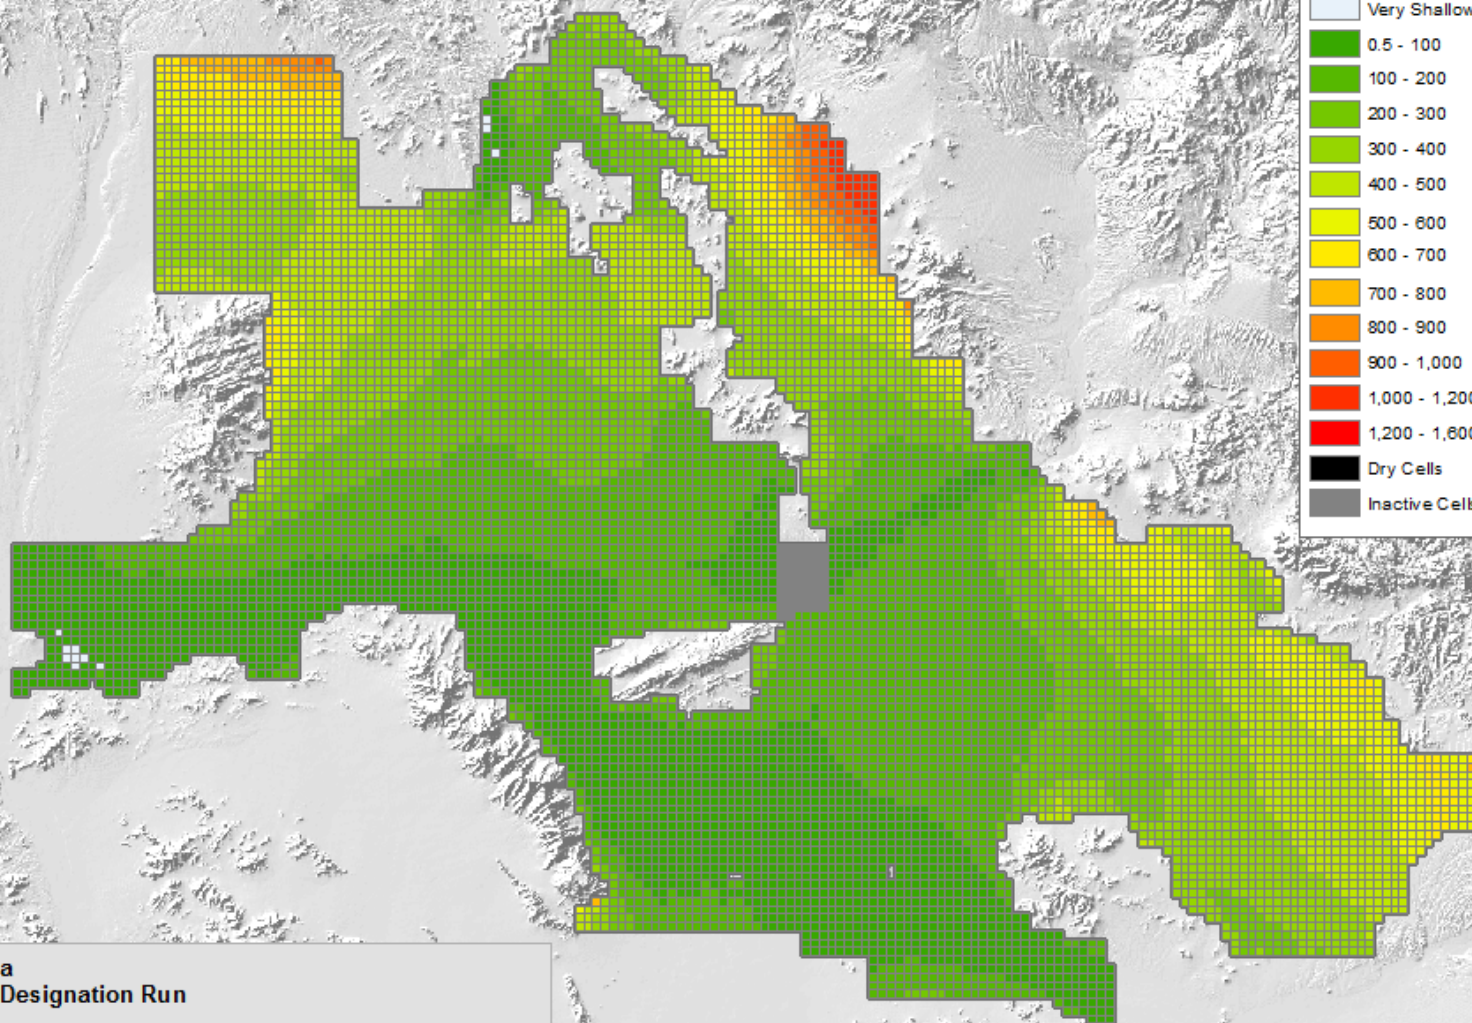 Very Shallow
0.5 - 100
100 - 200
200 - 300
300 - 400
400 - 500
500 - 600
600 - 700
700 - 800
800 - 900
900 - 1,000
1,000 - 1,200
1,200 - 1,600
Dry Cells
Inactive Cells
a
Designation Run